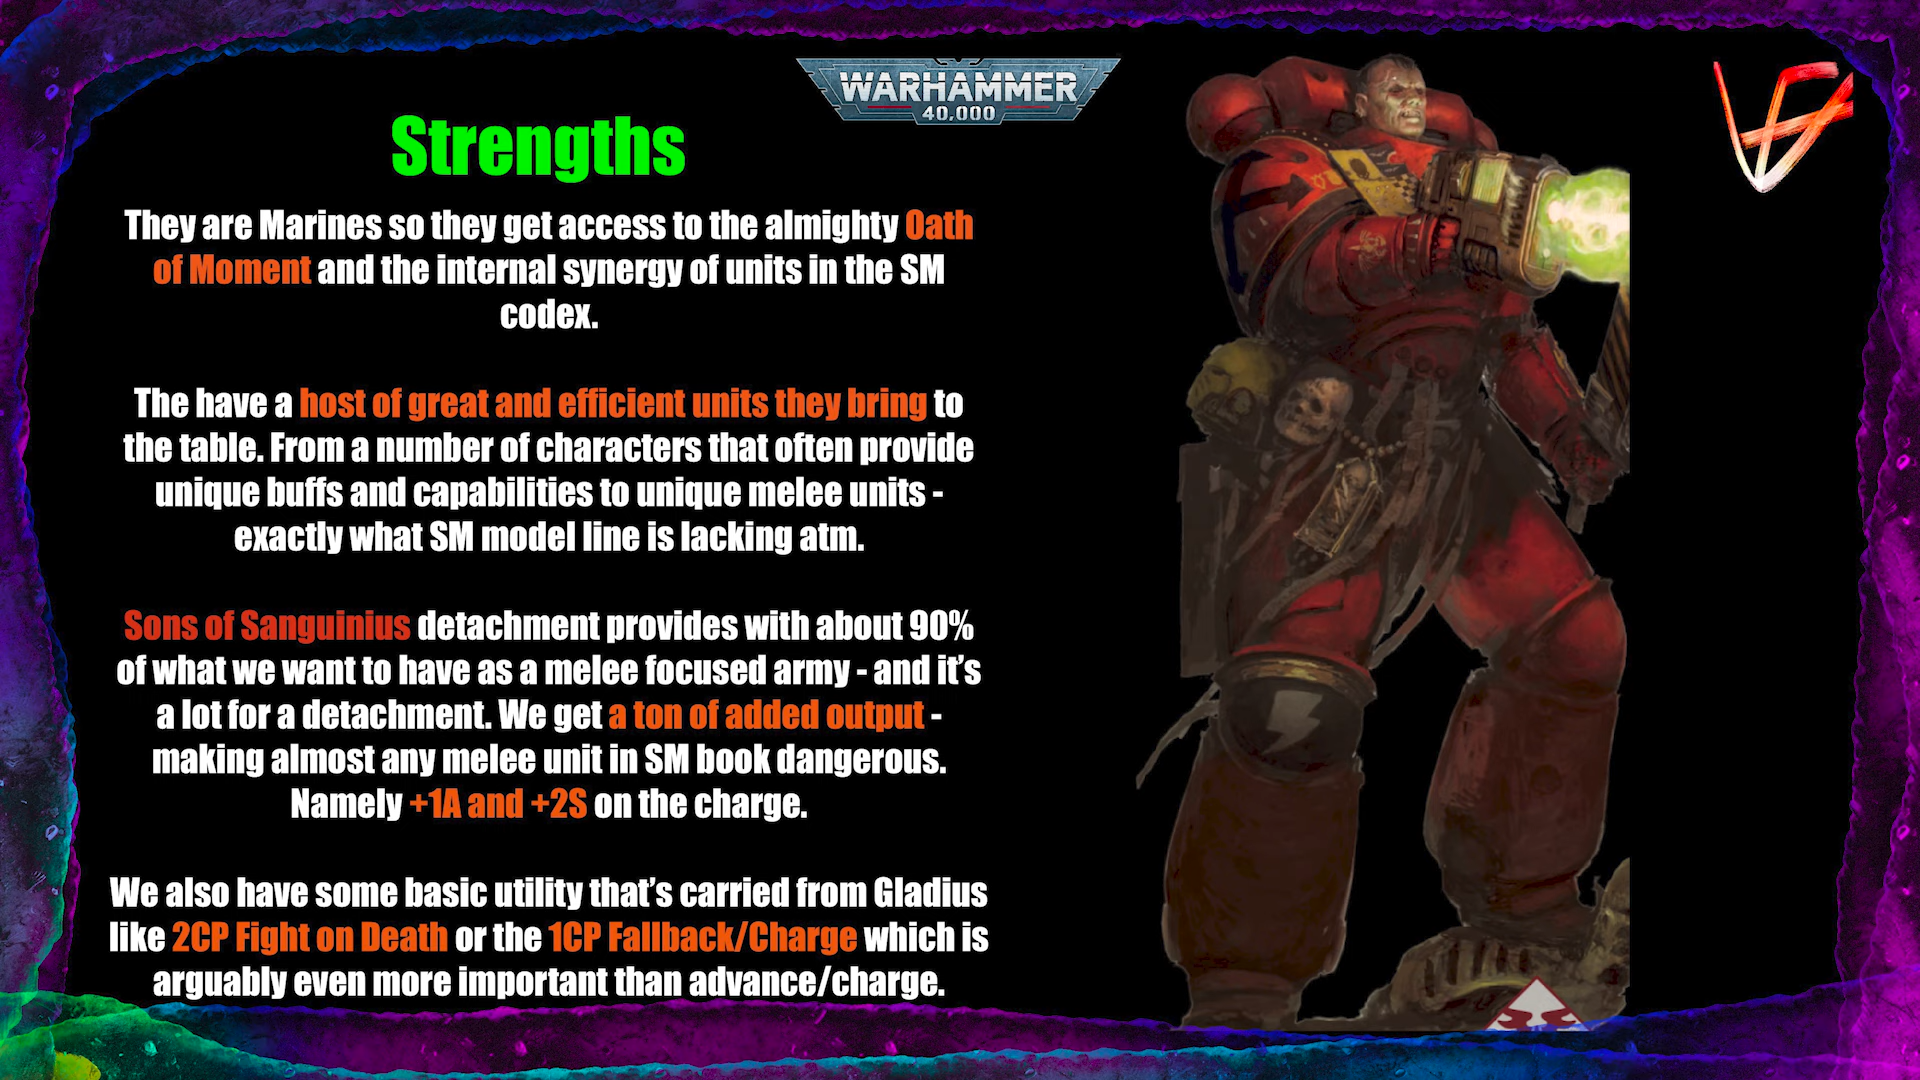 WARHAMMER
40,000
Strengths
They are Marines so they get access to the almighty Oath
of Moment and the internal synergy of units in the SM
codex.
The have a host of great and efficient units they bring to
the table. From a number of characters that often provide
unique buffs and capabilities to unique melee units -
exactly what SM model line is lacking atm.
Sons of Sanguinius detachment provides with about 90%
of what we want to have as a melee focused army - and it's
a lot for a detachment. We get a ton of added output -
making almost any melee unit in SM book dangerous.
Namely +1A and +2S on the charge.
We also have some basic utility that's carried from Gladius
like 2CP Fight on Death or the 1CP Fallback/Charge which is
arguably even more important than advance/charge.